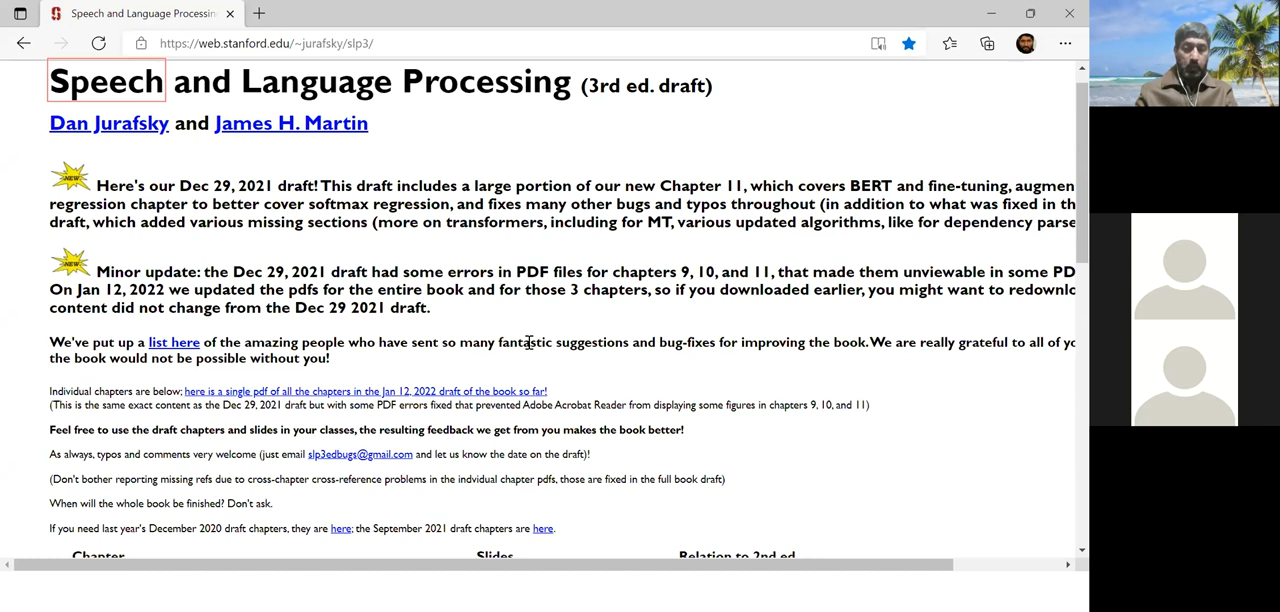 Speech and Language Processin
https://web.stanford.edu/~jurafsky/slp3/
Speech and Language Processing (3rd ed. draft)
Dan Jurafsky and James H. Martin
NEW Here's our Dec 29, 2021 draft! This draft includes a large portion of our new Chapter 11, which covers BERT and fine-tuning, augmen
regression chapter to better cover softmax regression, and fixes many other bugs and typos throughout (in addition to what was fixed in th
draft, which added various missing sections (more on transformers, including for MT, various updated algorithms, like for dependency parse
NEW Minor update: the Dec 29, 2021 draft had some errors in PDF files for chapters 9, 10, and 11, that made them unviewable in some PD
On Jan 12, 2022 we updated the pdfs for the entire book and for those 3 chapters, so if you downloaded earlier, you might want to redownlo
content did not change from the Dec 29 2021 draft.
We've put up a list here of the amazing people who have sent so many fantastic suggestions and bug-fixes for improving the book. We are really grateful to all of yo
the book would not be possible without you!
Individual chapters are below; here is a single pdf of all the chapters in the Jan 12, 2022 draft of the book so far!
(This is the same exact content as the Dec 29, 2021 draft but with some PDF errors fixed that prevented Adobe Acrobat Reader from displaying some figures in chapters 9, 10, and 11)
Feel free to use the draft chapters and slides in your classes, the resulting feedback we get from you makes the book better!
As always, typos and comments very welcome (just email slp3edbugs@gmail.com and let us know the date on the draft)!
(Don't bother reporting missing refs due to cross-chapter cross-reference problems in the indvidual chapter pdfs, those are fixed in the full book draft)
When will the whole book be finished? Don't ask.
If you need last year's December 2020 draft chapters, they are here; the September 2021 draft chapters are here.
Chapter Slides Relation to 2nd ed.